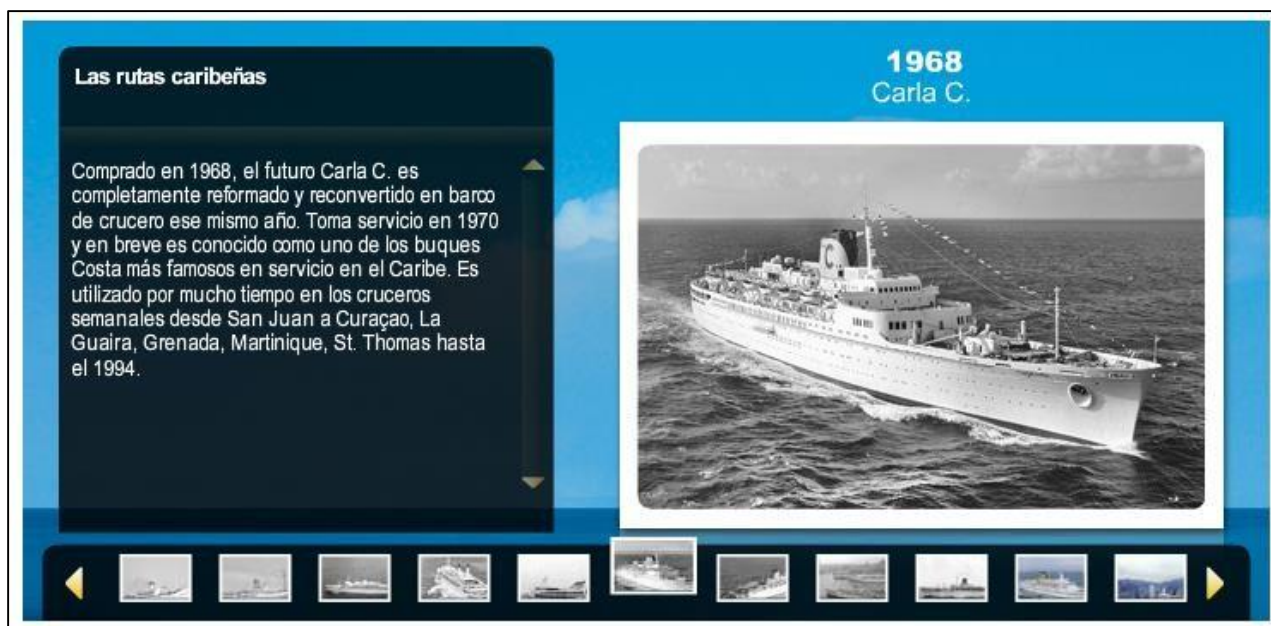 Las rutas caribeñas
Comprado en 1968, el futuro Carla C. es
completamente reformado y reconvertido en barco
de crucero ese mismo año. Toma servicio en 1970
y en breve es conocido como uno de los buques
Costa más famosos en servicio en el Caribe. Es
utilizado por mucho tiempo en los cruceros
semanales desde San Juan a Curaçao, La
Guaira, Grenada, Martinique, St. Thomas hasta
el 1994.
1968
Carla C.
C